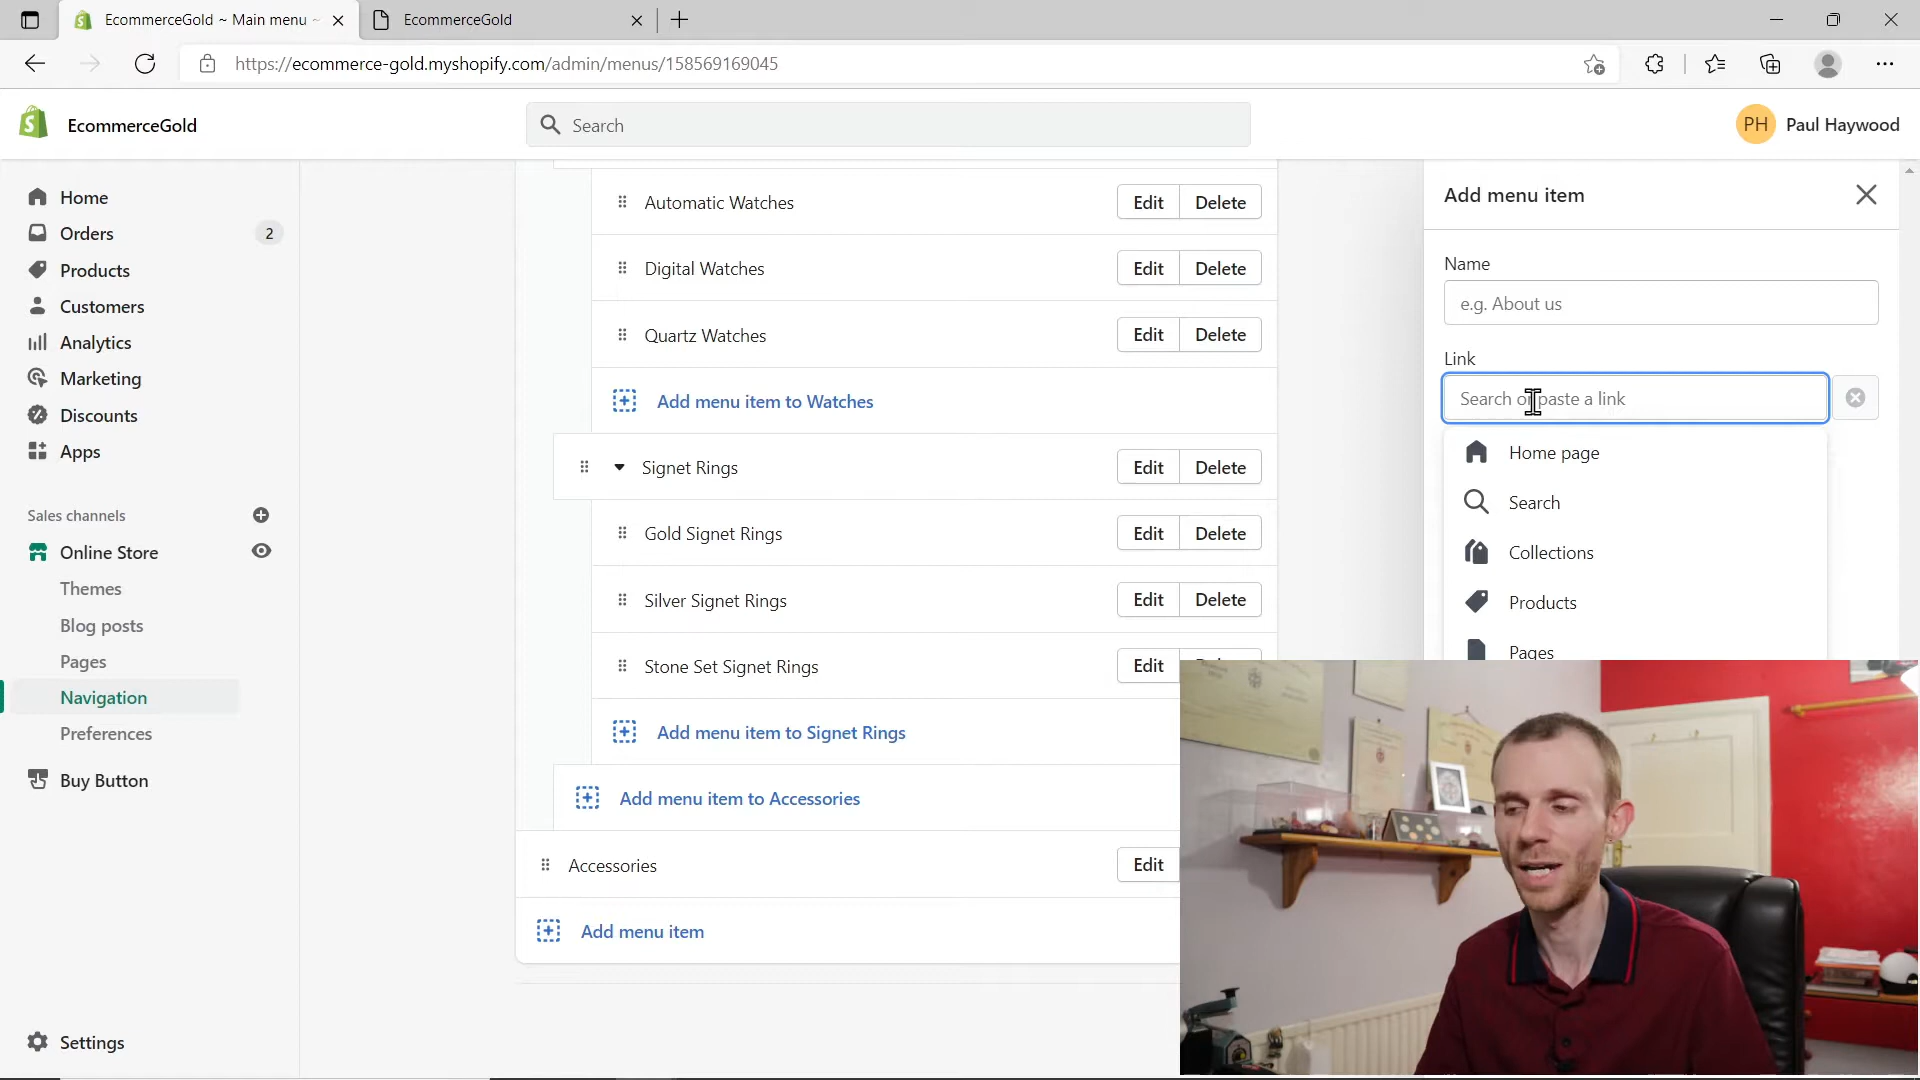 EcommerceGold ~ Main menu ~
EcommerceGold
https://ecommerce-gold.myshopify.com/admin/menus/158569169045
EcommerceGold
Search
PH Paul Haywood
Home
Orders 2
Products
Customers
Analytics
Marketing
Discounts
Apps
Sales channels
Online Store
Themes
Blog posts
Pages
Navigation
Preferences
Buy Button
Settings
Automatic Watches Edit Delete
Digital Watches Edit Delete
Quartz Watches Edit Delete
Add menu item to Watches
Signet Rings Edit Delete
Gold Signet Rings Edit Delete
Silver Signet Rings Edit Delete
Stone Set Signet Rings Edit
Add menu item to Signet Rings
Add menu item to Accessories
Accessories Edit
Add menu item
Add menu item
Name
e.g. About us
Link
Search or paste a link
Home page
Search
Collections
Products
Pages